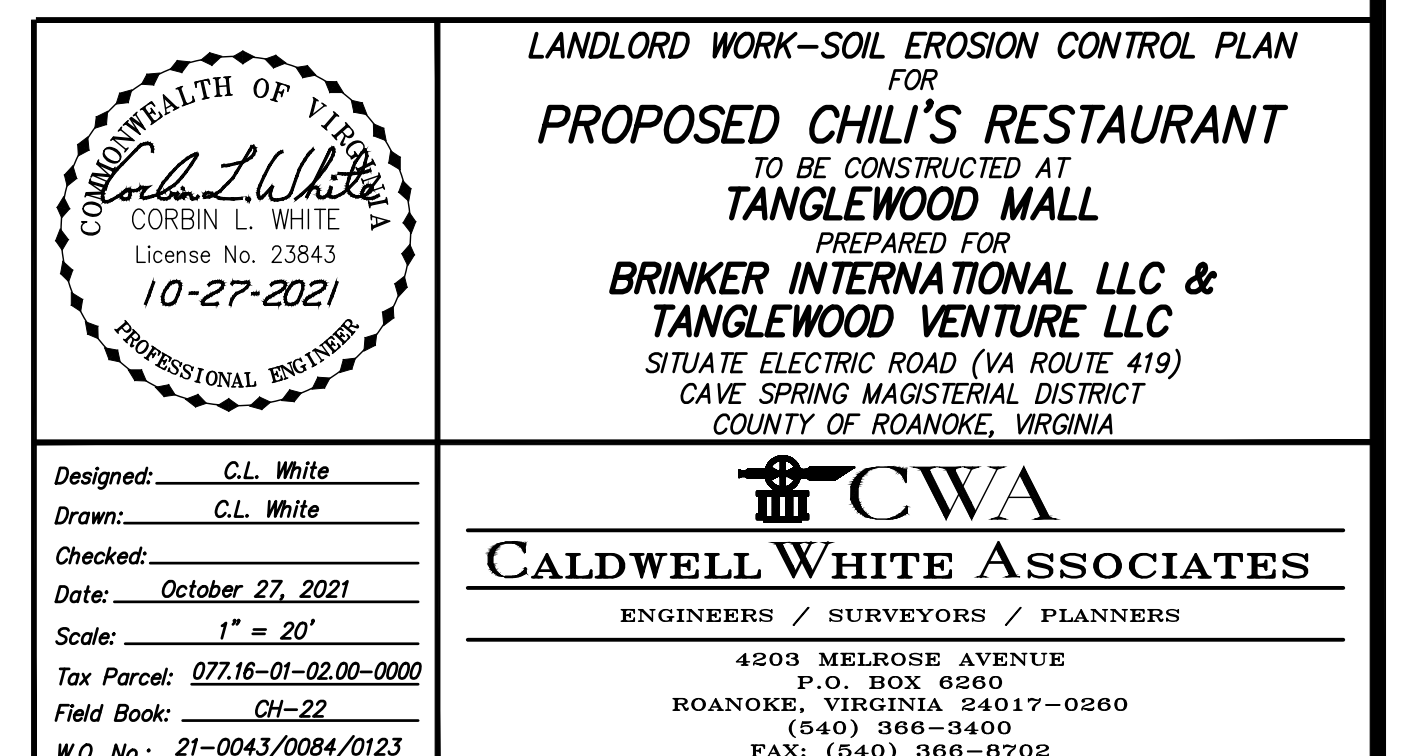 COMMONWEALTH OF VIRGINIA
Corbin L. White
CORBIN L. WHITE
License No. 23843
10-27-2021
PROFESSIONAL ENGINEER
LANDLORD WORK-SOIL EROSION CONTROL PLAN
FOR
PROPOSED CHILI'S RESTAURANT
TO BE CONSTRUCTED AT
TANGLEWOOD MALL
PREPARED FOR
BRINKER INTERNATIONAL LLC &
TANGLEWOOD VENTURE LLC
SITUATE ELECTRIC ROAD (VA ROUTE 419)
CAVE SPRING MAGISTERIAL DISTRICT
COUNTY OF ROANOKE, VIRGINIA
Designed: C.L. White
Drawn: C.L. White
Checked:
Date: October 27, 2021
Scale: 1" = 20'
Tax Parcel: 077.16-01-02.00-0000
Field Book: CH-22
W.O. No.: 21-0043/0084/0123
CWA
CALDWELL WHITE ASSOCIATES
ENGINEERS / SURVEYORS / PLANNERS
4203 MELROSE AVENUE
P.O. BOX 6260
ROANOKE, VIRGINIA 24017-0260
(540) 366-3400
FAX: (540) 366-8702